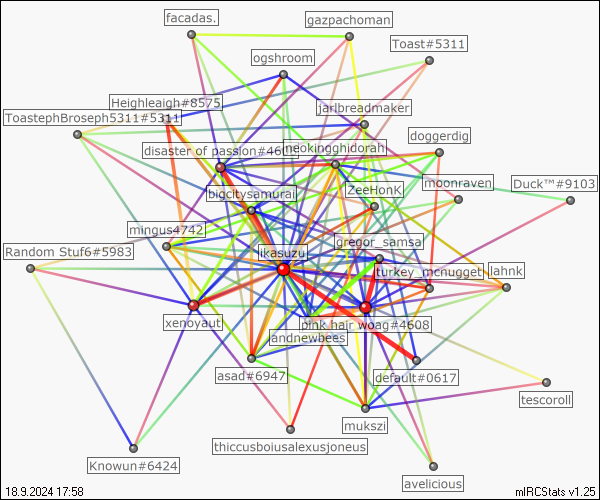 facadas.
gazpachoman
Toast#5311
ogshroom
Heighleaigh#8575
jarlbreadmaker
ToastephBroseph5311#5311
doggerdig
disaster of passion#4605
neokingghidorah
ZeeHonK
moonraven
Duck™#9103
bigcitysamurai
mingus4742
gregor_samsa
Random Stuf6#5983
likasuzu
turkey_mcnugget
lahnk
xenoyaut
pink hair woag#4608
andnewbees
asad#6947
default#0617
tescoroll
mukszi
thiccusboiusalexusjoneus
Knowun#6424
avelicious
18.9.2024 17:58
mIRCStats v1.25